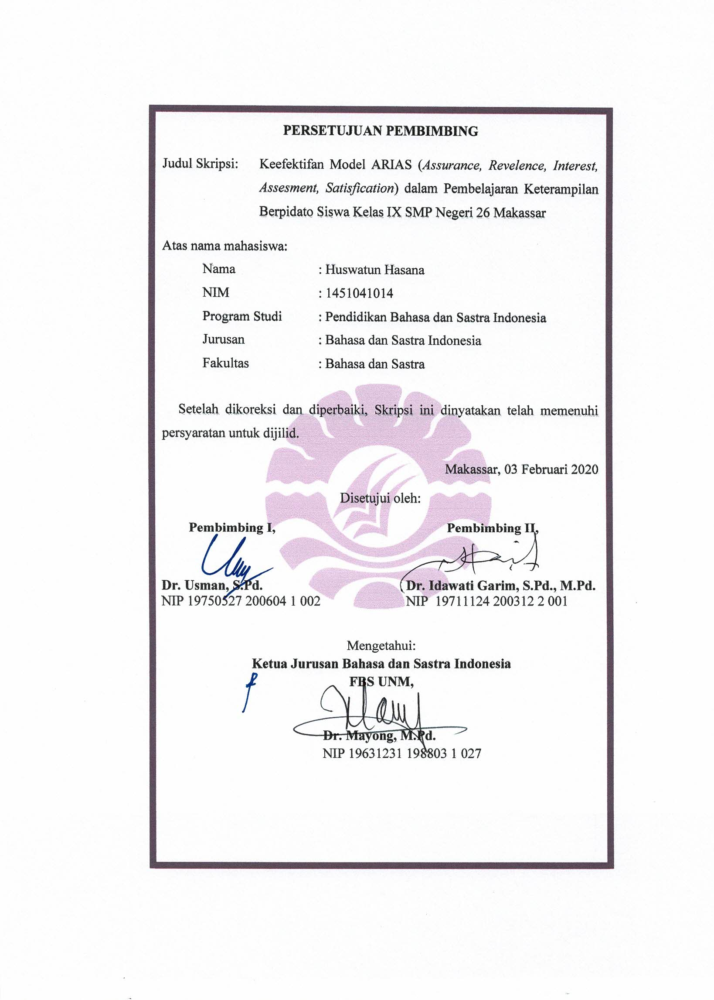 PERSETUJUAN PEMBIMBING
Judul Skripsi: Keefektifan Model ARIAS (Assurance, Revelence, Interest,
Assesment, Satisfication) dalam Pembelajaran Keterampilan
Berpidato Siswa Kelas IX SMP Negeri 26 Makassar
Atas nama mahasiswa:
Nama : Huswatun Hasana
NIM : 1451041014
Program Studi : Pendidikan Bahasa dan Sastra Indonesia
Jurusan : Bahasa dan Sastra Indonesia
Fakultas : Bahasa dan Sastra
Setelah dikoreksi dan diperbaiki, Skripsi ini dinyatakan telah memenuhi
persyaratan untuk dijilid.
Makassar, 03 Februari 2020
Disetujui oleh:
Pembimbing I, Pembimbing II,
Dr. Usman, S.Pd. Dr. Idawati Garim, S.Pd., M.Pd.
NIP 19750527 200604 1 002 NIP 19711124 200312 2 001
Mengetahui:
Ketua Jurusan Bahasa dan Sastra Indonesia
FBS UNM,
Dr. Mayong, M.Pd.
NIP 19631231 198803 1 027